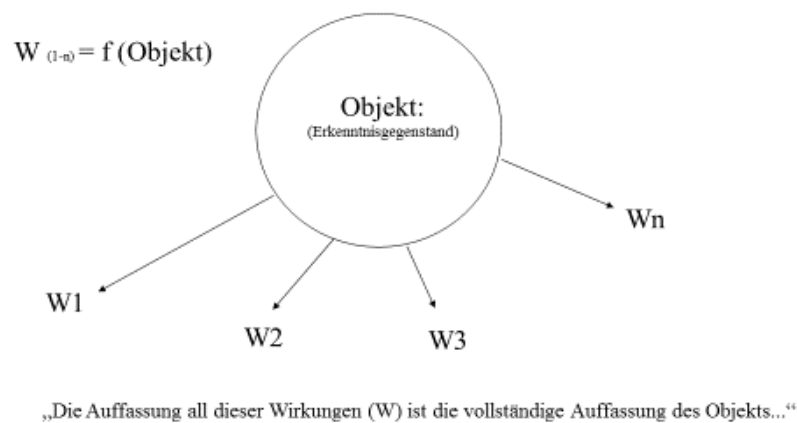 W (1-n) = f (Objekt)
Objekt:
(Erkenntnisgegenstand)
Wn
W1
W2
W3
„Die Auffassung all dieser Wirkungen (W) ist die vollständige Auffassung des Objekts...“